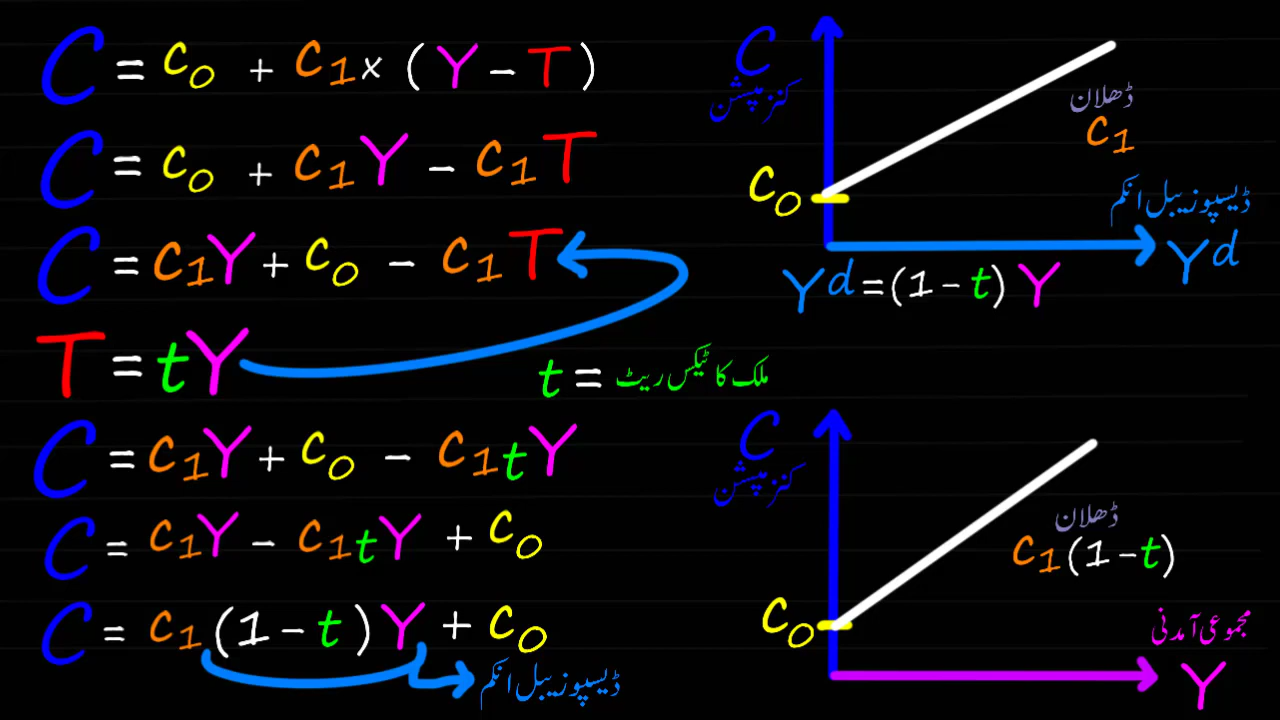 C = c₀ + c₁ × (Y − T)
C = c₀ + c₁Y − c₁T
C = c₁Y + c₀ − c₁T
T = tY
t = ملک کا ٹیکس ریٹ
C = c₁Y + c₀ − c₁tY
C = c₁Y − c₁tY + c₀
C = c₁(1 − t)Y + c₀
ڈیسپوزیبل انکم
C
کنزمپشن
ڈھلان
c₁
c₀
ڈیسپوزیبل انکم
Yᵈ
Yᵈ = (1 − t) Y
C
کنزمپشن
ڈھلان
c₁(1 − t)
c₀
مجموعی آمدنی
Y